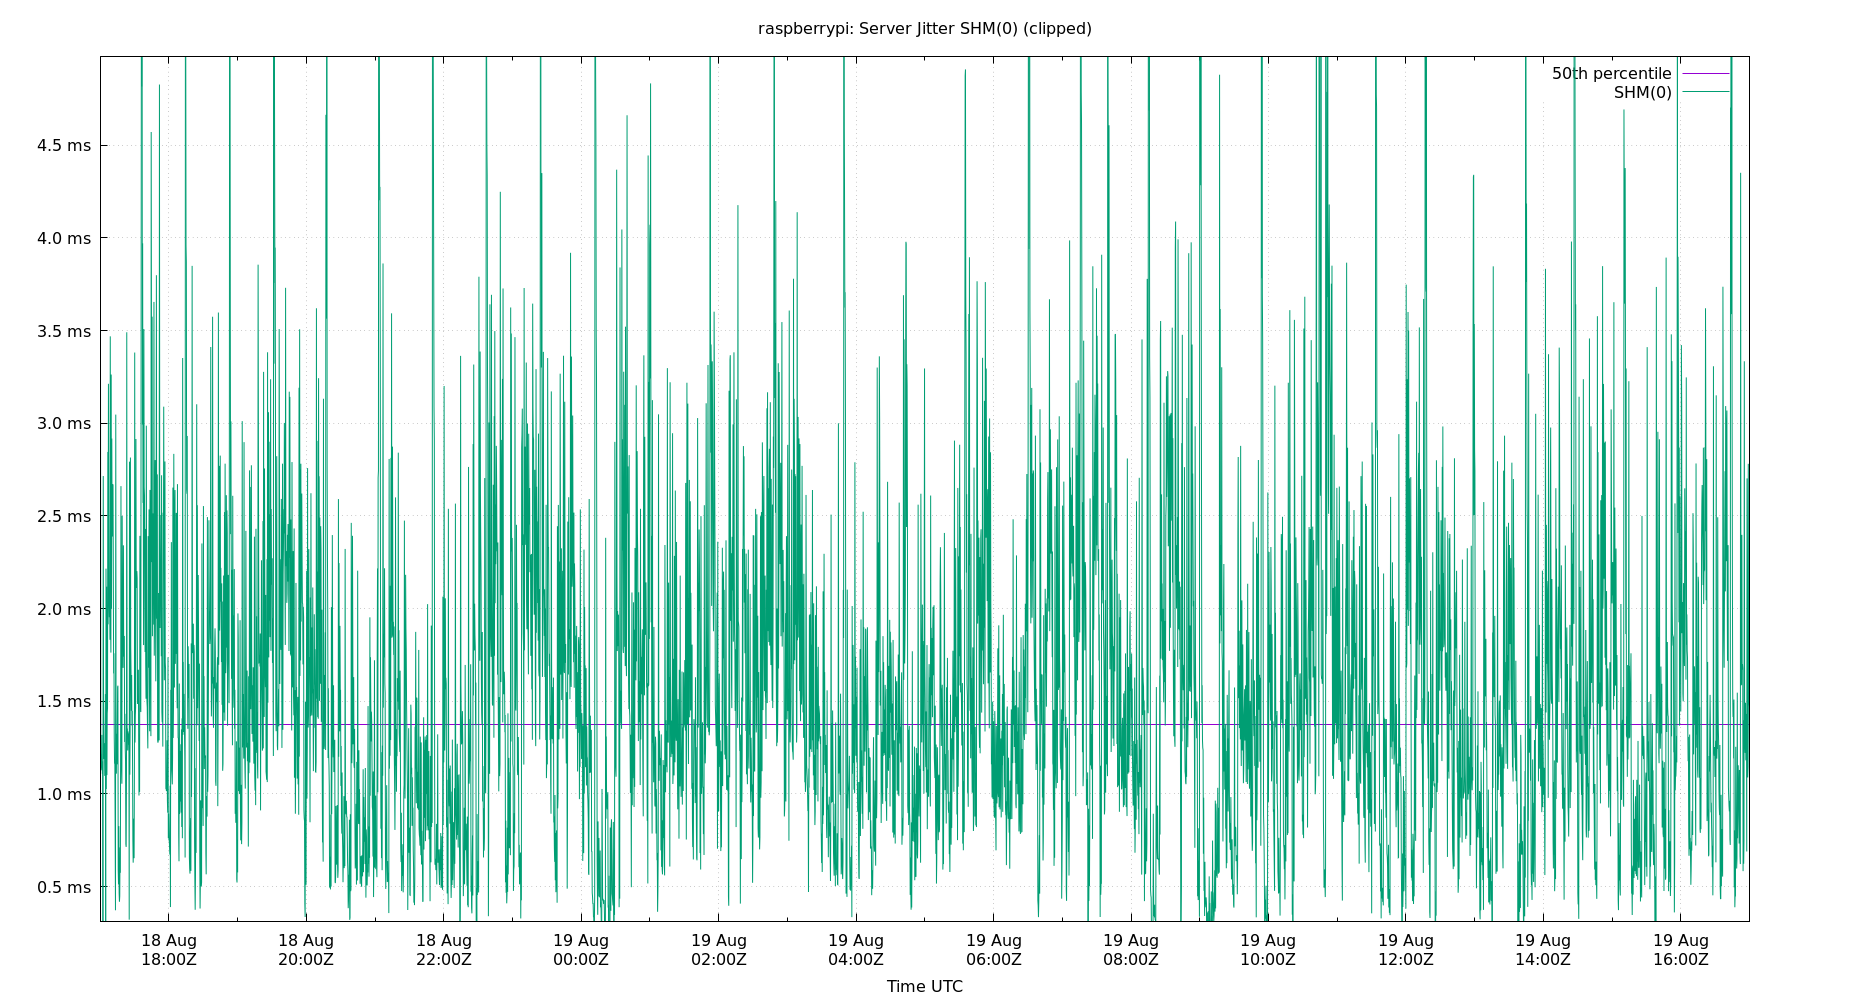 raspberrypi: Server Jitter SHM(0) (clipped)
50th percentile
SHM(0)
4.5 ms
4.0 ms
3.5 ms
3.0 ms
2.5 ms
2.0 ms
1.5 ms
1.0 ms
0.5 ms
18 Aug 18 Aug 18 Aug 19 Aug 19 Aug 19 Aug 19 Aug 19 Aug 19 Aug 19 Aug 19 Aug 19 Aug
18:00Z 20:00Z 22:00Z 00:00Z 02:00Z 04:00Z 06:00Z 08:00Z 10:00Z 12:00Z 14:00Z 16:00Z
Time UTC